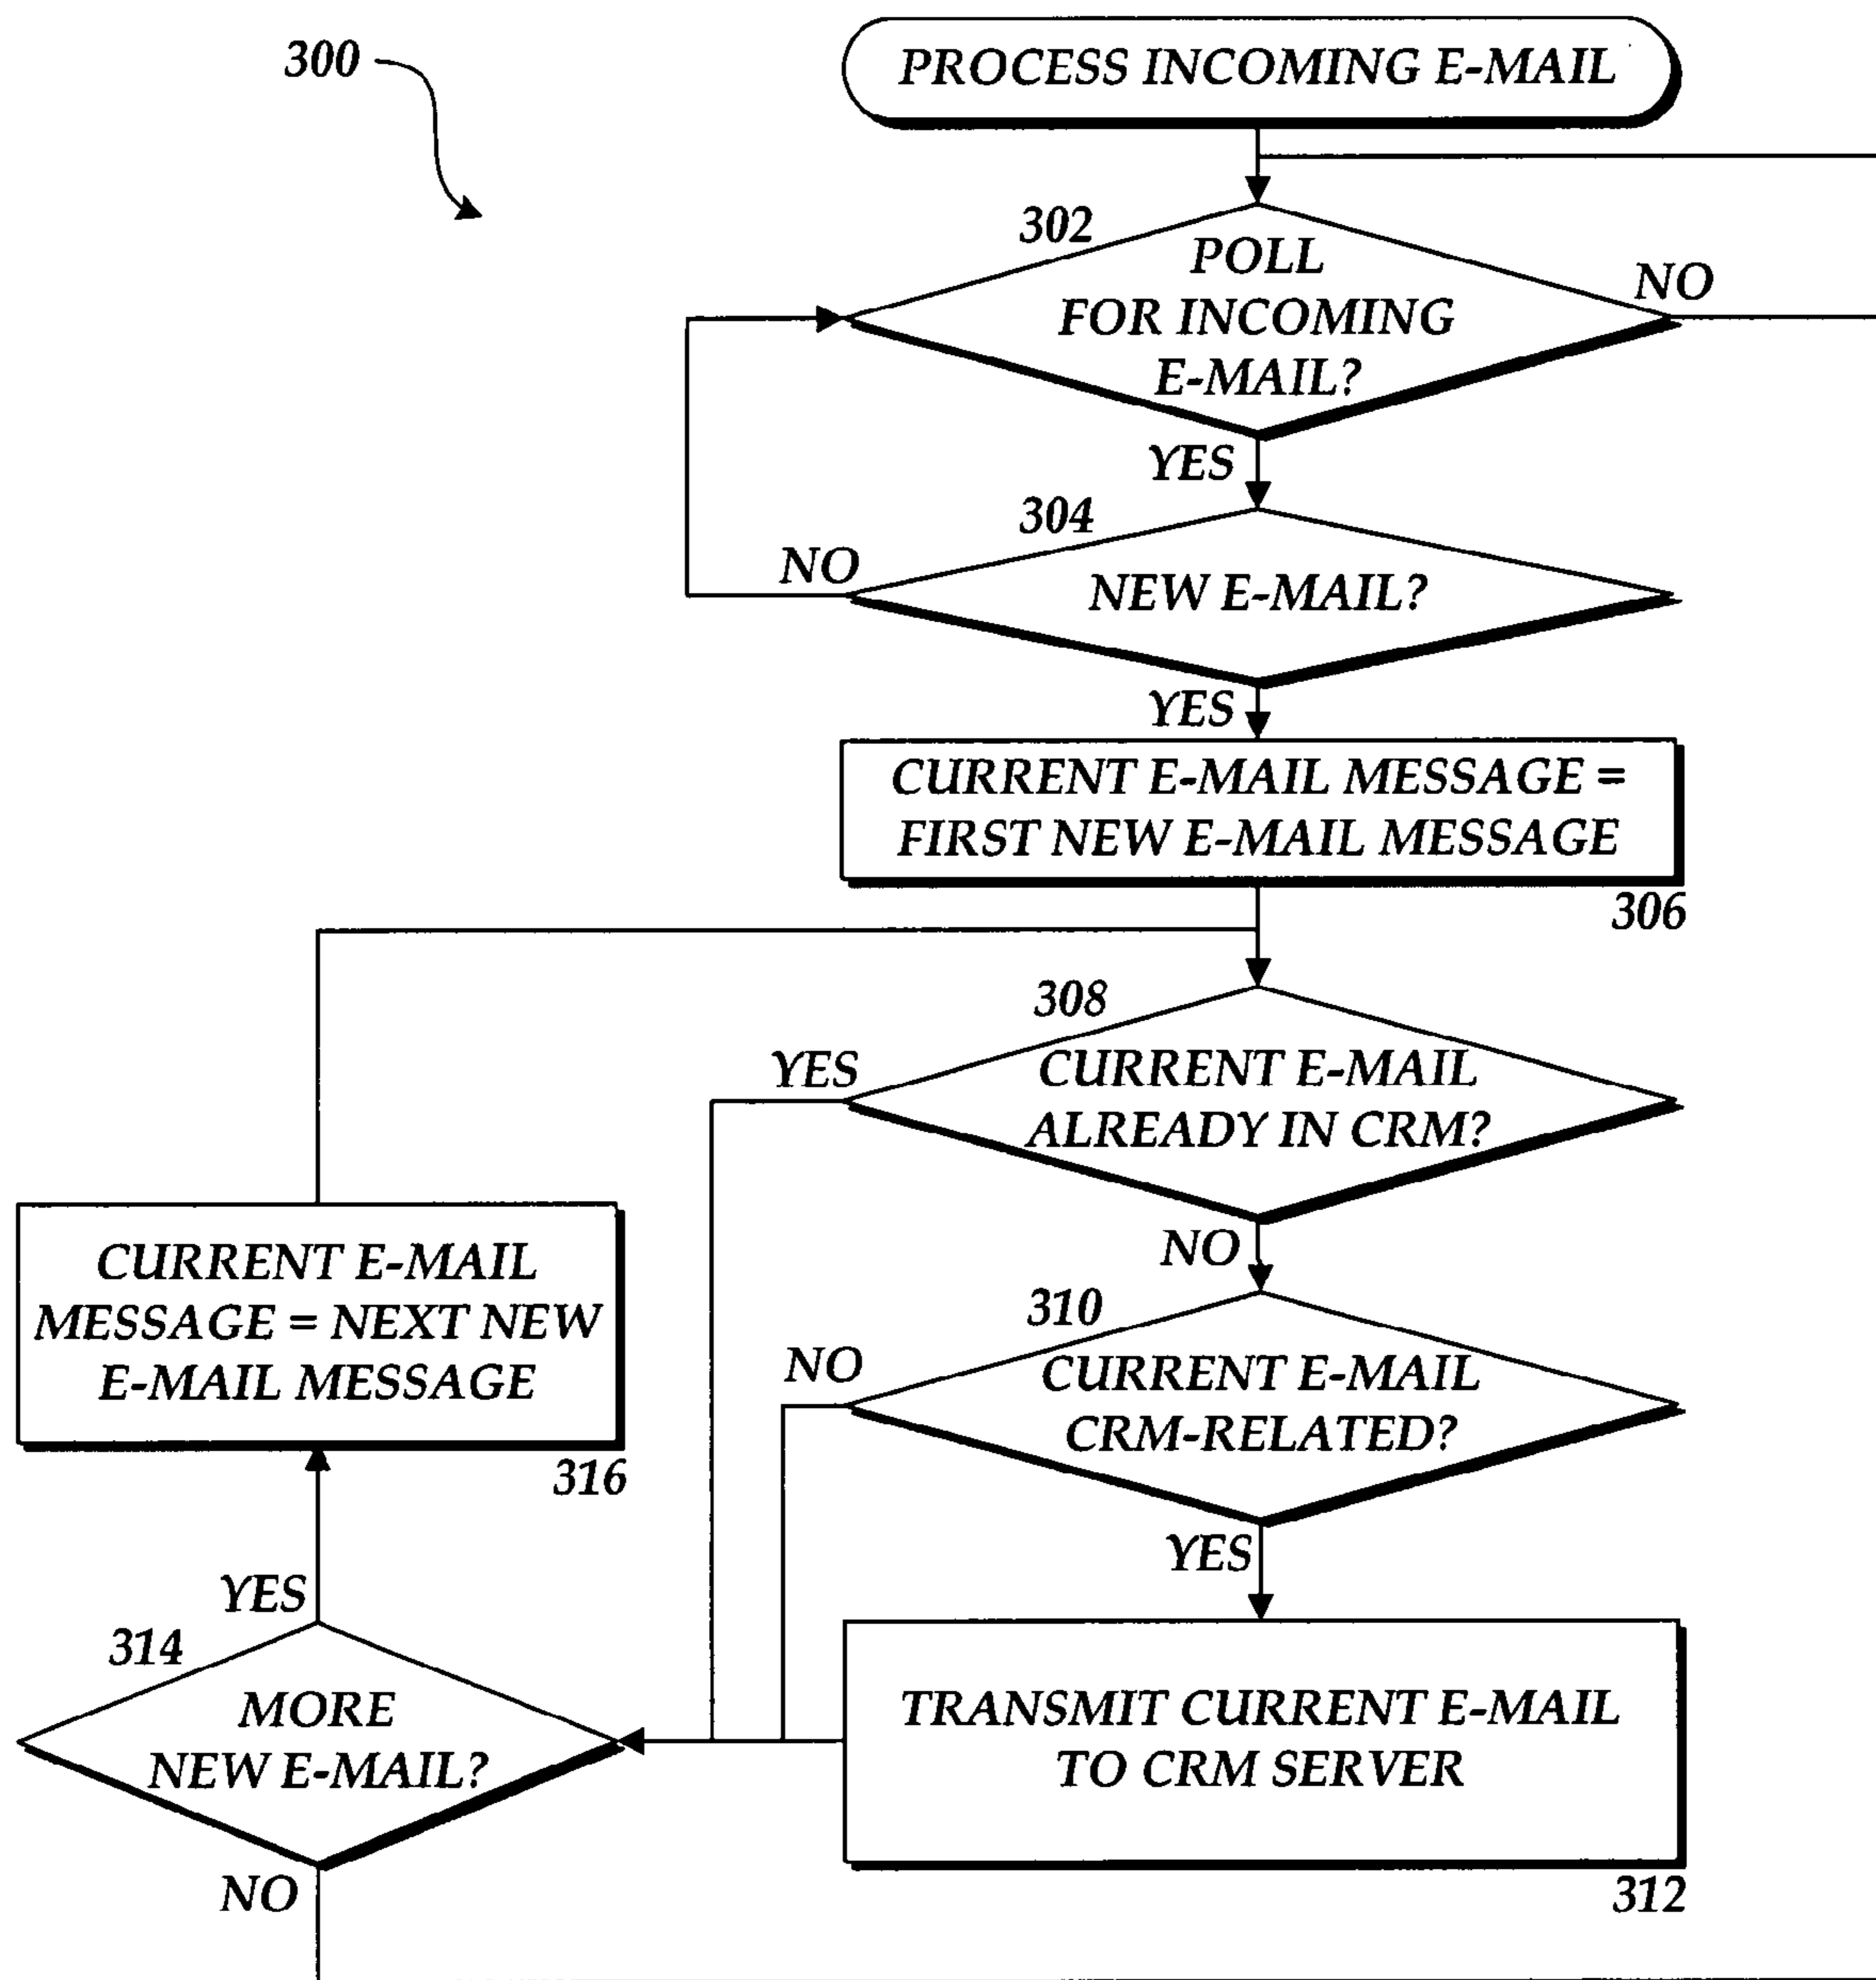 300
PROCESS INCOMING E-MAIL
302
POLL
FOR INCOMING
E-MAIL?
NO
YES
304
NO
NEW E-MAIL?
YES
CURRENT E-MAIL MESSAGE =
FIRST NEW E-MAIL MESSAGE
306
308
YES
CURRENT E-MAIL
ALREADY IN CRM?
NO
310
NO
CURRENT E-MAIL
CRM-RELATED?
YES
TRANSMIT CURRENT E-MAIL
TO CRM SERVER
312
CURRENT E-MAIL
MESSAGE = NEXT NEW
E-MAIL MESSAGE
316
YES
314
MORE
NEW E-MAIL?
NO